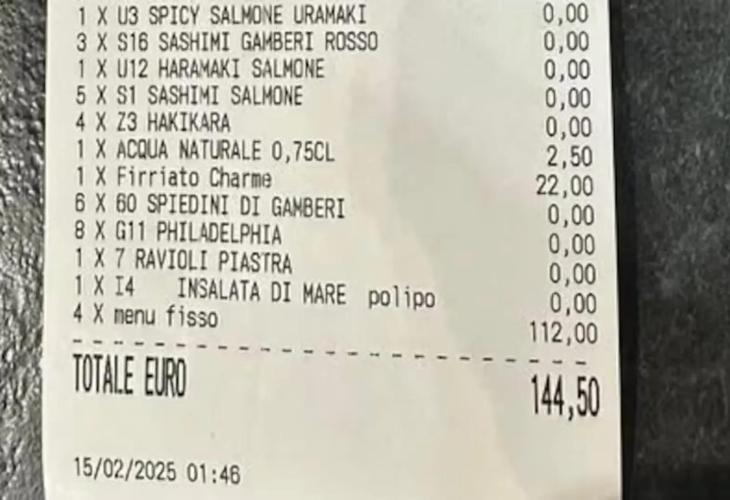 1 X U3 SPICY SALMONE URAMAKI 0,00
3 X S16 SASHIMI GAMBERI ROSSO 0,00
1 X U12 HARAMAKI SALMONE 0,00
5 X S1 SASHIMI SALMONE 0,00
4 X Z3 HAKIKARA 0,00
1 X ACQUA NATURALE 0,75CL 2,50
1 X Firriato Charme 22,00
6 X 60 SPIEDINI DI GAMBERI 0,00
8 X G11 PHILADELPHIA 0,00
1 X 7 RAVIOLI PIASTRA 0,00
1 X I4 INSALATA DI MARE polipo 0,00
4 X menu fisso 112,00
TOTALE EURO 144,50
15/02/2025 01:46